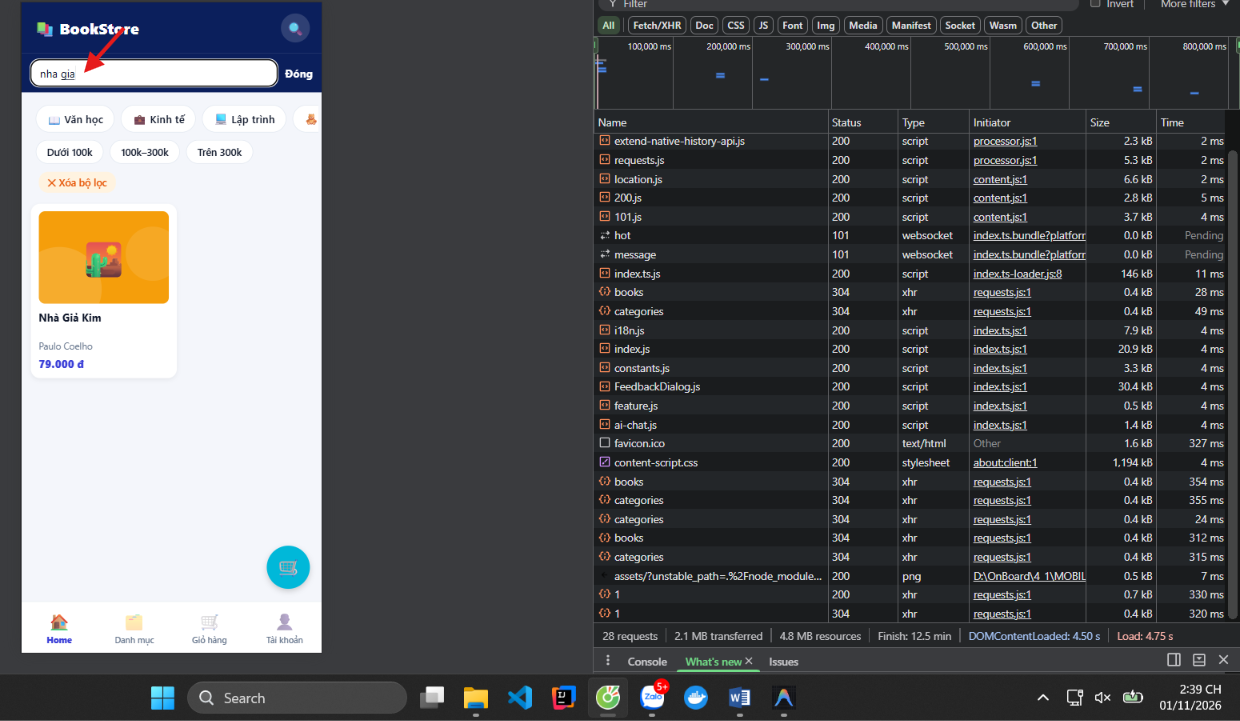 BookStore
nha gia
Đóng
Văn học
Kinh tế
Lập trình
Dưới 100k
100k–300k
Trên 300k
Xóa bộ lọc
Nhà Giả Kim
Paulo Coelho
79.000 đ
Home
Danh mục
Giỏ hàng
Tài khoản
Filter
Invert
More filters
All Fetch/XHR Doc CSS JS Font Img Media Manifest Socket Wasm Other
100,000 ms 200,000 ms 300,000 ms 400,000 ms 500,000 ms 600,000 ms 700,000 ms 800,000 ms
Name Status Type Initiator Size Time
extend-native-history-api.js 200 script processor.js:1 2.3 kB 2 ms
requests.js 200 script processor.js:1 5.3 kB 2 ms
location.js 200 script content.js:1 6.6 kB 2 ms
200.js 200 script content.js:1 2.8 kB 5 ms
101.js 200 script content.js:1 3.7 kB 4 ms
hot 101 websocket index.ts.bundle?platforr 0.0 kB Pending
message 101 websocket index.ts.bundle?platforr 0.0 kB Pending
index.ts.js 200 script index.ts-loader.js:8 146 kB 11 ms
books 304 xhr requests.js:1 0.4 kB 28 ms
categories 304 xhr requests.js:1 0.4 kB 49 ms
i18n.js 200 script index.ts.js:1 7.9 kB 4 ms
index.js 200 script index.ts.js:1 20.9 kB 4 ms
constants.js 200 script index.ts.js:1 3.3 kB 4 ms
FeedbackDialog.js 200 script index.ts.js:1 30.4 kB 4 ms
feature.js 200 script index.ts.js:1 0.5 kB 4 ms
ai-chat.js 200 script index.ts.js:1 1.4 kB 4 ms
favicon.ico 200 text/html Other 1.6 kB 327 ms
content-script.css 200 stylesheet about:client:1 1,194 kB 4 ms
books 304 xhr requests.js:1 0.4 kB 354 ms
categories 304 xhr requests.js:1 0.4 kB 355 ms
categories 304 xhr requests.js:1 0.4 kB 24 ms
books 304 xhr requests.js:1 0.4 kB 312 ms
categories 304 xhr requests.js:1 0.4 kB 315 ms
assets/?unstable_path=.%2Fnode_module... 200 png D:\OnBoard\4_1\MOBIL 0.5 kB 7 ms
1 200 xhr requests.js:1 0.7 kB 330 ms
1 304 xhr requests.js:1 0.4 kB 320 ms
28 requests 2.1 MB transferred 4.8 MB resources Finish: 12.5 min DOMContentLoaded: 4.50 s Load: 4.75 s
Console What's new Issues
Search
Zalo
5+
2:39 CH
01/11/2026